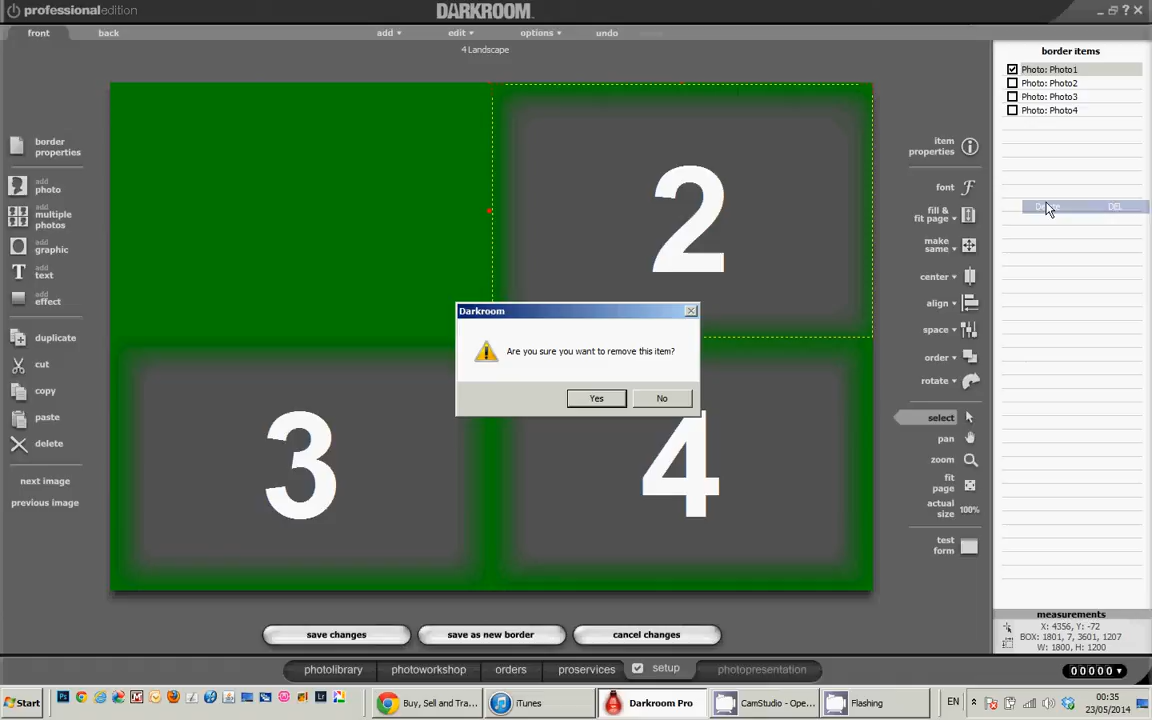 professionaledition
DARKROOM
front
back
add
edit
options
undo
4 Landscape
border items
Photo: Photo1
Photo: Photo2
Photo: Photo3
Photo: Photo4
Delete DEL
border
properties
add
photo
add
multiple
photos
add
graphic
add
text
add
effect
duplicate
cut
copy
paste
delete
next image
previous image
2
3
4
Darkroom
Are you sure you want to remove this item?
Yes
No
item
properties
font
fill &
fit page
make
same
center
align
space
order
rotate
select
pan
zoom
fit
page
actual
size
100%
test
form
measurements
X: 4356, Y: -72
BOX: 1801, 7, 3601, 1207
W: 1800, H: 1200
save changes
save as new border
cancel changes
photolibrary
photoworkshop
orders
proservices
setup
photopresentation
00000
Start
Buy, Sell and Tra...
iTunes
Darkroom Pro
CamStudio - Ope...
Flashing
EN
00:35
23/05/2014